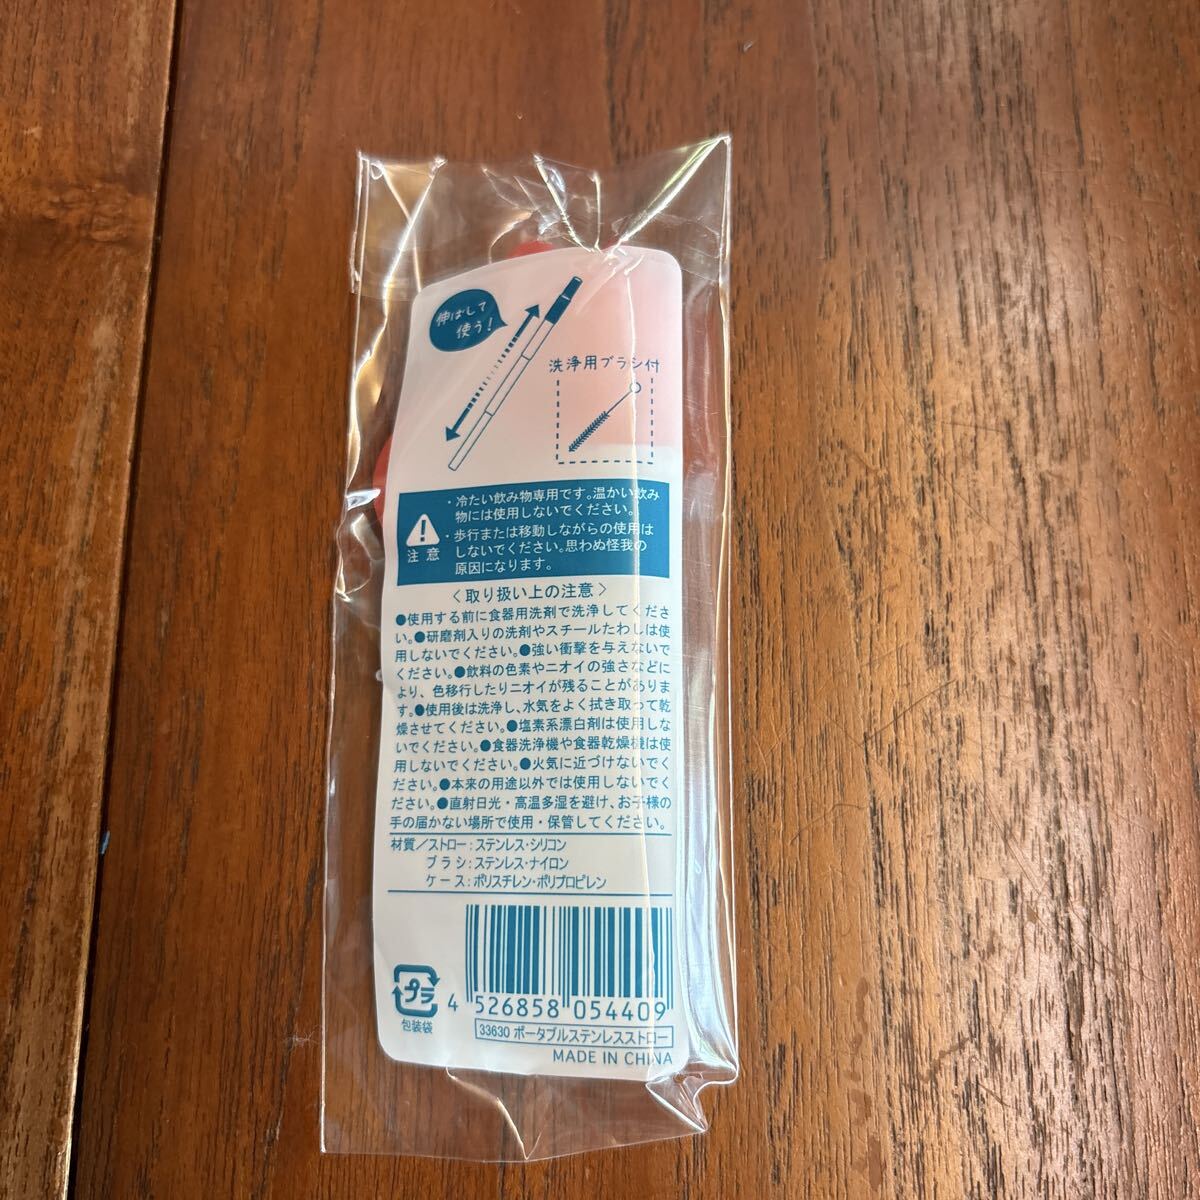 伸ばして
使う!
洗浄用ブラシ付
・冷たい飲み物専用です。温かい飲み
物には使用しないでください。
・歩行または移動しながらの使用は
しないでください。思わぬ怪我の
原因になります。
注意
〈取り扱い上の注意〉
●使用する前に食器用洗剤で洗浄してくださ
い。●研磨剤入りの洗剤やスチールたわしは使
用しないでください。●強い衝撃を与えないで
ください。●飲料の色素やニオイの強さなどに
より、色移行したりニオイが残ることがありま
す。●使用後は洗浄し、水気をよく拭き取って乾
燥させてください。●塩素系漂白剤は使用しな
いでください。●食器洗浄機や食器乾燥機は使
用しないでください。●火気に近づけないでく
ださい。●本来の用途以外では使用しないでく
ださい。●直射日光・高温多湿を避け、お子様の
手の届かない場所で使用・保管してください。
材質/ストロー:ステンレス・シリコン
ブラシ:ステンレス・ナイロン
ケース:ポリスチレン・ポリプロピレン
プラ
包装袋
4 526858 054409
33630 ポータブルステンレスストロー
MADE IN CHINA